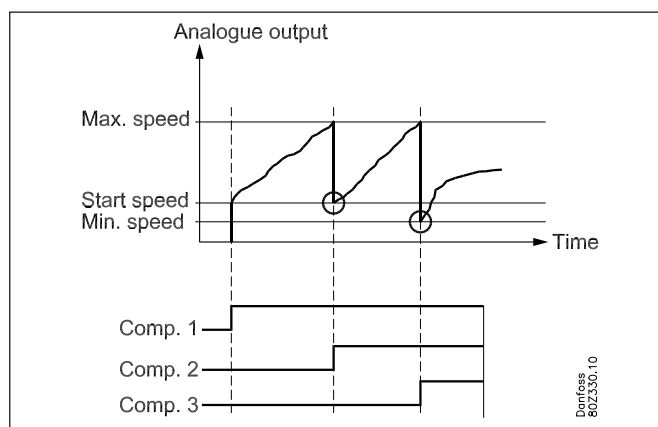 Analogue output
Max. speed
Start speed
Min. speed
Time
Comp. 1
Comp. 2
Comp. 3
Danfoss
80Z330.10